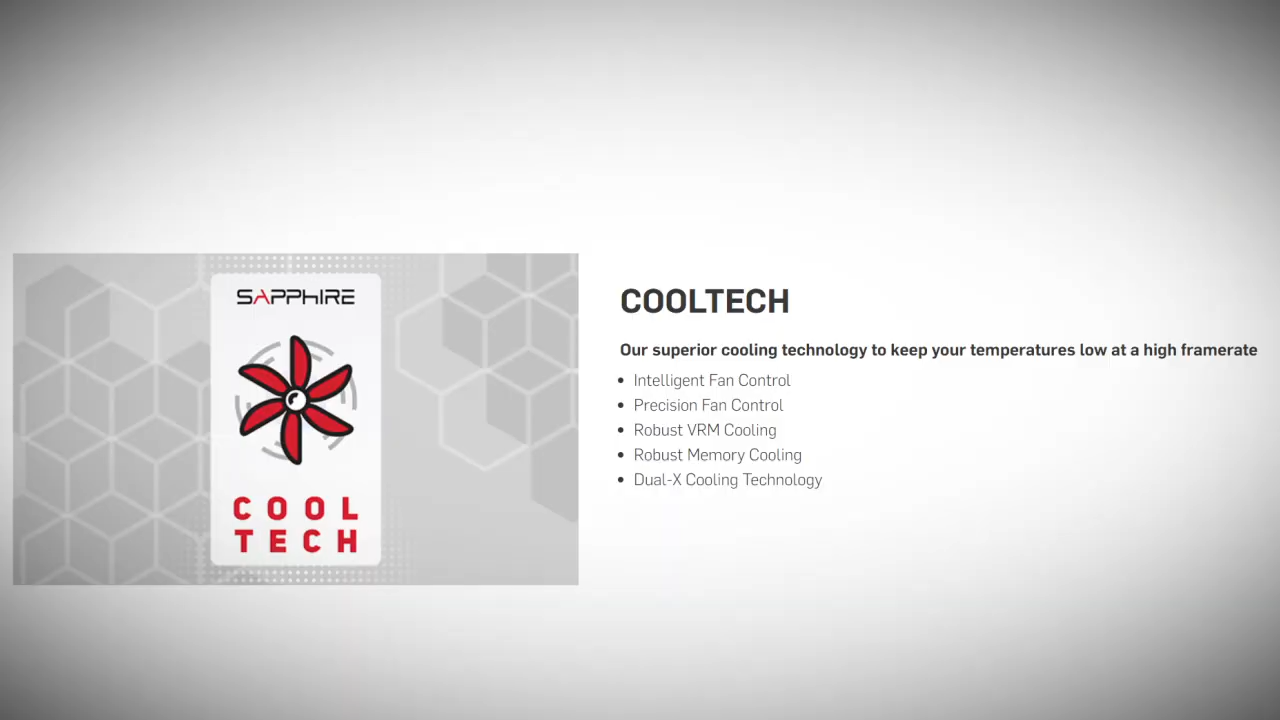 SAPPHIRE
COOL
TECH
COOLTECH
Our superior cooling technology to keep your temperatures low at a high framerate
• Intelligent Fan Control
• Precision Fan Control
• Robust VRM Cooling
• Robust Memory Cooling
• Dual-X Cooling Technology